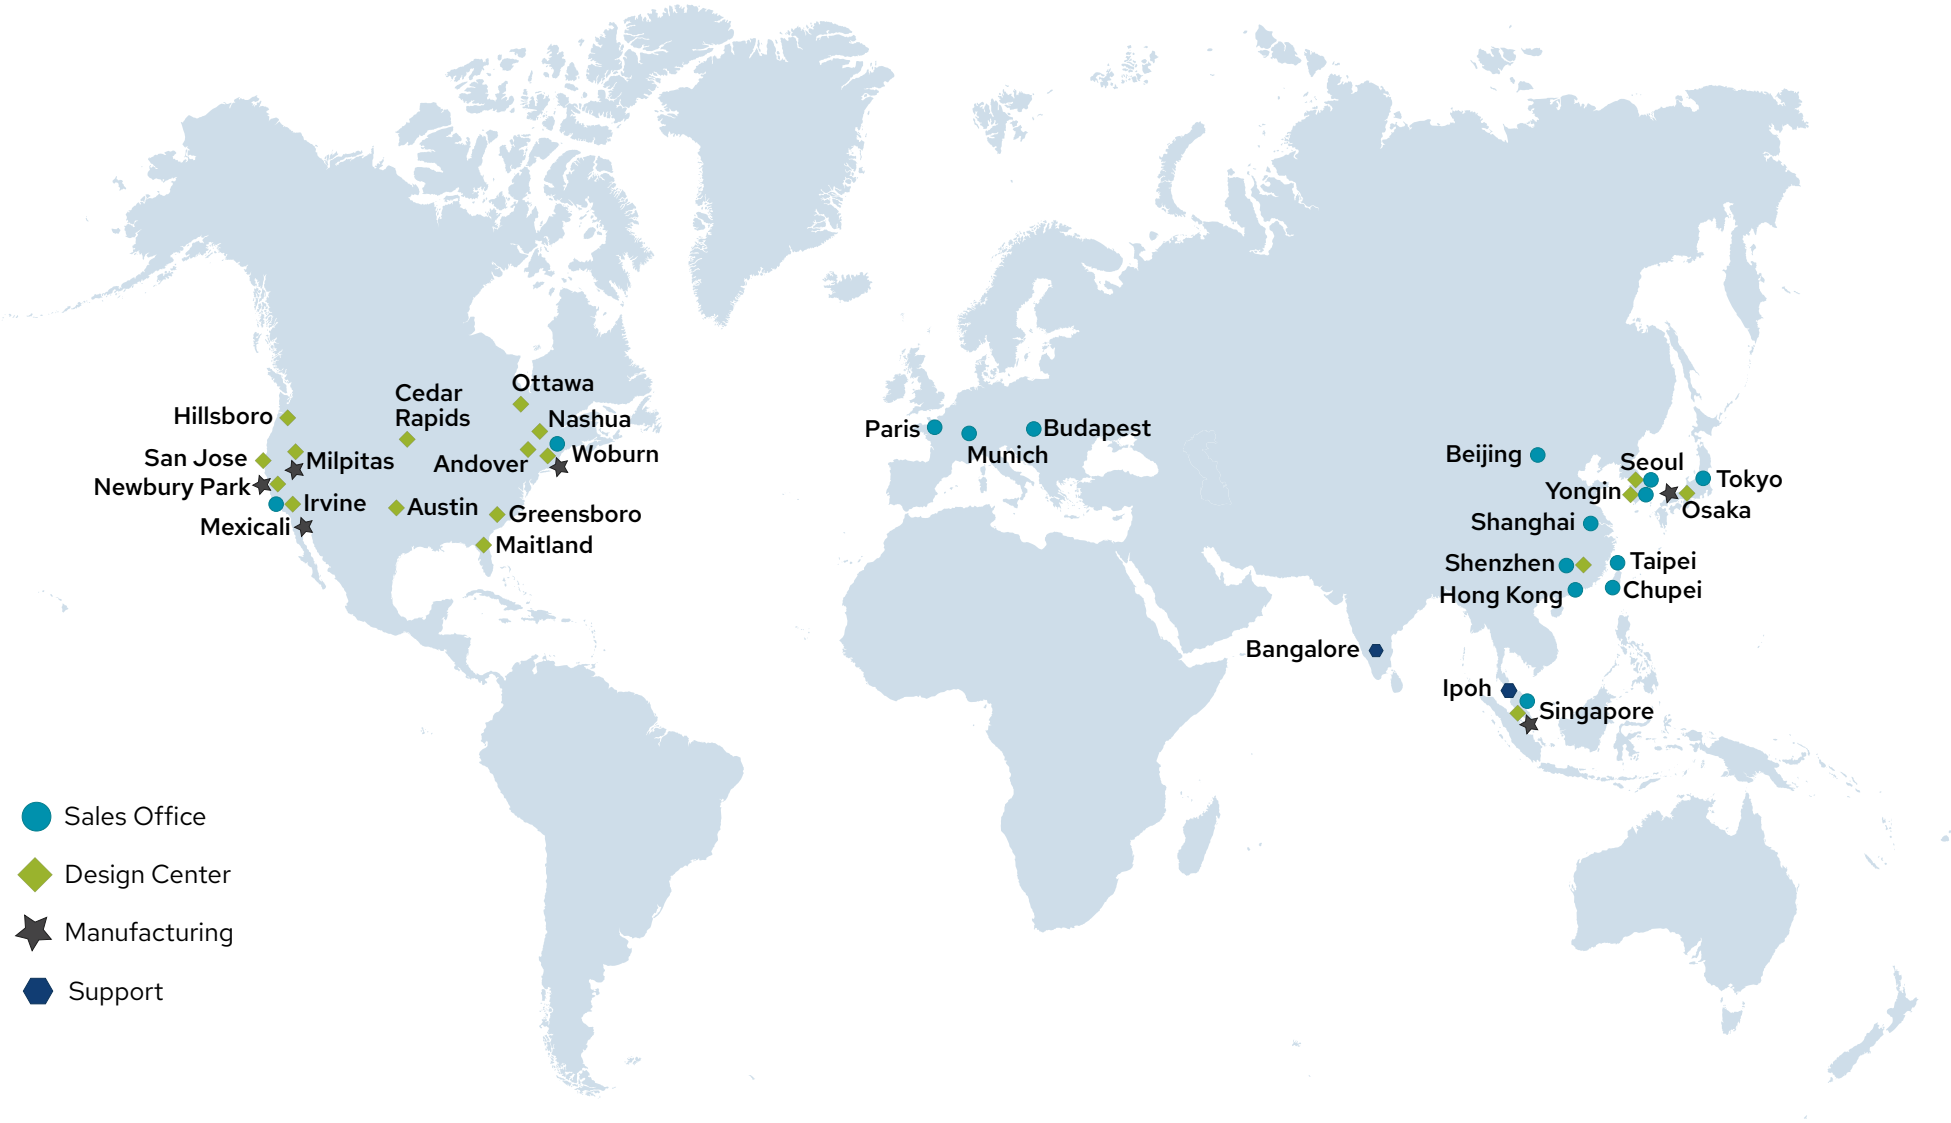 Ottawa
Cedar
Rapids
Hillsboro
Nashua
San Jose
Milpitas
Andover
Woburn
Newbury Park
Irvine
Austin
Greensboro
Mexicali
Maitland
Paris
Budapest
Munich
Beijing
Seoul
Tokyo
Yongin
Osaka
Shanghai
Shenzhen
Taipei
Hong Kong
Chupei
Bangalore
Ipoh
Singapore
Sales Office
Design Center
Manufacturing
Support